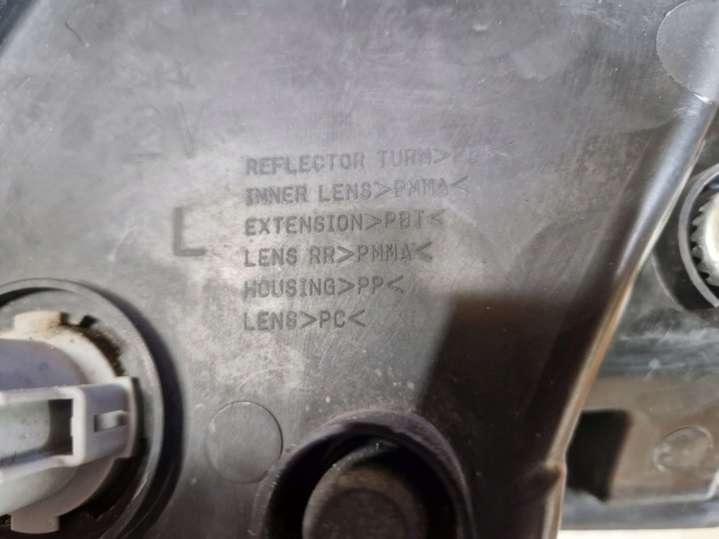 REFLECTOR TURN>
INNER LENS>PMMA<
EXTENSION>PBT<
L
LENS RR>PMMA<
HOUSING>PP<
LENS>PC<